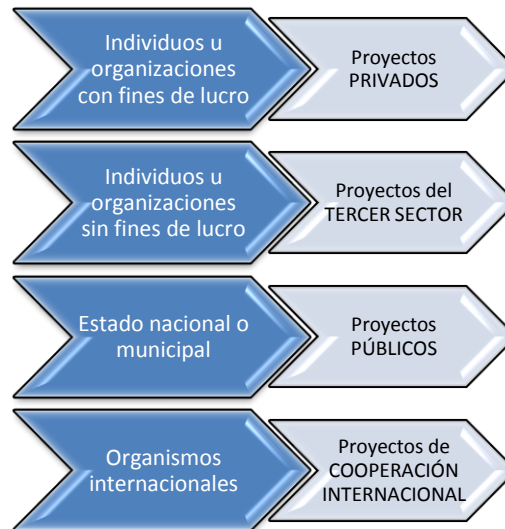 Individuos u
organizaciones
con fines de lucro
Proyectos
PRIVADOS
Individuos u
organizaciones
sin fines de lucro
Proyectos del
TERCER SECTOR
Estado nacional o
municipal
Proyectos
PÚBLICOS
Organismos
internacionales
Proyectos de
COOPERACIÓN
INTERNACIONAL